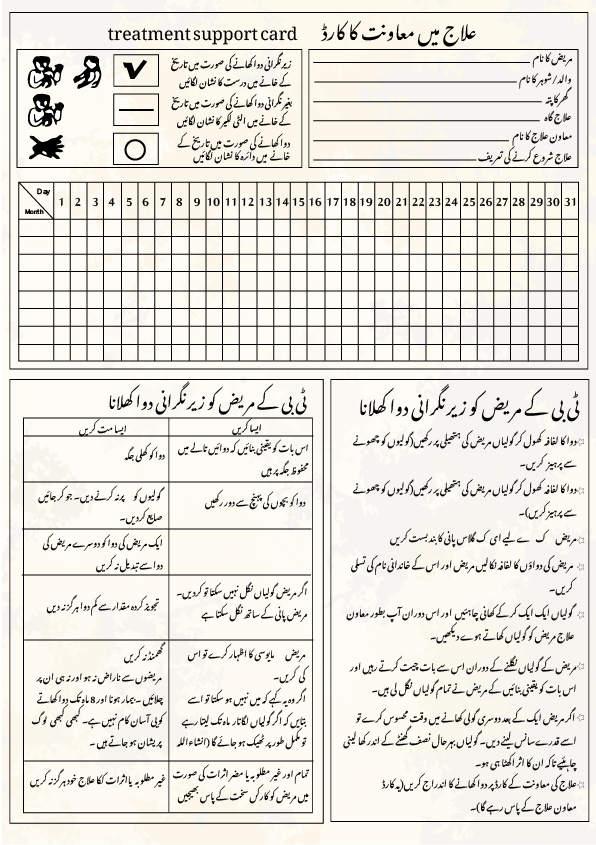 علاج میں معاونت کا کارڈ treatment support card
مریض کا نام
والد/شوہر کا نام
گھر کا پتہ
علاج گاہ
معاون علاج کا نام
علاج شروع کرنے کی تعریف
زیر نگرانی دوا کھانے کی صورت میں تاریخ
کے خانے میں درست کا نشان لگائیں
بغیر نگرانی دوا کھانے کی صورت میں تاریخ
کے خانے میں الٹی لکیر کا نشان لگائیں
دوا کھانے کی صورت میں تاریخ کے
خانے میں دائرہ کا نشان لگائیں
Day 1 2 3 4 5 6 7 8 9 10 11 12 13 14 15 16 17 18 19 20 21 22 23 24 25 26 27 28 29 30 31
Month
ٹی بی کے مریض کو زیر نگرانی دوا کھلانا
دوا کا لفافہ کھول کر گولیاں مریض کی ہتھیلی پر رکھیں (گولیوں کو چھونے
سے پرہیز کریں۔
دوا کا لفافہ کھول کر گولیاں مریض کی ہتھیلی پر رکھیں (گولیوں کو چھونے
سے پرہیز کریں)۔
مریض ک ے لیے ای ک گلاس پانی کا بندبست کریں
مریض کی دواؤں کا لفافہ نکالیں مریض اور اس کے خاندانی نام کی تسلی
کریں۔
گولیاں ایک ایک کر کے کھانی چاہئیں اور اس دوران آپ بطور معاون
علاج مریض کو گولیاں کھاتے ہوے دیکھیں۔
مریض کے گولیاں نگلنے کے دوران اس سے بات چیت کرتے رہیں اور
اس بات کو یقینی بنائیں کے مریض نے تمام گولیاں نگل لی ہیں۔
اگر مریض ایک کے بعد دوسری گولی کھانے میں وقت محسوس کرے تو
اسے قدرے سانس لینے دیں۔ گولیاں بہرحال نصف گھنٹے کے اندر کھا لینی
چاہئیے تاکہ ان کا اثر اکھٹا ہی ہو۔
علاج کی معاونت کے کارڈ پر دوا کھانے کا اندراج کریں (یہ کارڈ
معاون علاج کے پاس رہے گا)۔
ٹی بی کے مریض کو زیر نگرانی دوا کھلانا
ایسا کریں ایسا مت کریں
اس بات کو یقینی بنائیں کہ دوائیں تالے میں
محفوظ جگہ پر ہیں
دوا کو کھلی جگہ
دوا کو بچوں کی پہنچ سے دور رکھیں
گولیوں کو پر نہ کرنے دیں۔ جو کر جائیں
ضایع کر دیں۔
ایک مریض کی دوا کو دوسرے مریض کی
دوا سے تبدیل نہ کریں
اگر مریض گولیاں نگل نہیں سکتا تو کر دیں۔
مریض پانی کے ساتھ نگل سکتا ہے
تجویز کردہ مقدار سے کم دوا ہرگز نہ دیں
مریض مایوسی کا اظہار کرے تو اس
کی کریں۔
اگر وہ یہ کہے کہ میں نہیں ہو سکتا تو اسے
بتایں کہ اگر گولیاں لگاتار ماہ تک لیتا رہے
تو مکمل طور پر ٹھیک ہو جائے گا (انشاء اللہ
گھمنڈ نہ کریں
مریضوں سے ناراض نہ ہو اور نہ ہی ان پر
چلائیں۔ بیمار ہونا اور 8 ماہ تک دوا کھاتے
کوئی آسان کام نہیں ہے۔ کبھی کبھی لوگ
پریشان ہو جاتے ہیں۔
تمام اور غیر مطلوبہ یا مضر اثرات کی صورت
میں مریض کو کارکن سخت کے پاس بھیجیں
غیر مطلوبہ یا اثرات کا علاج خود ہرگز نہ کریں